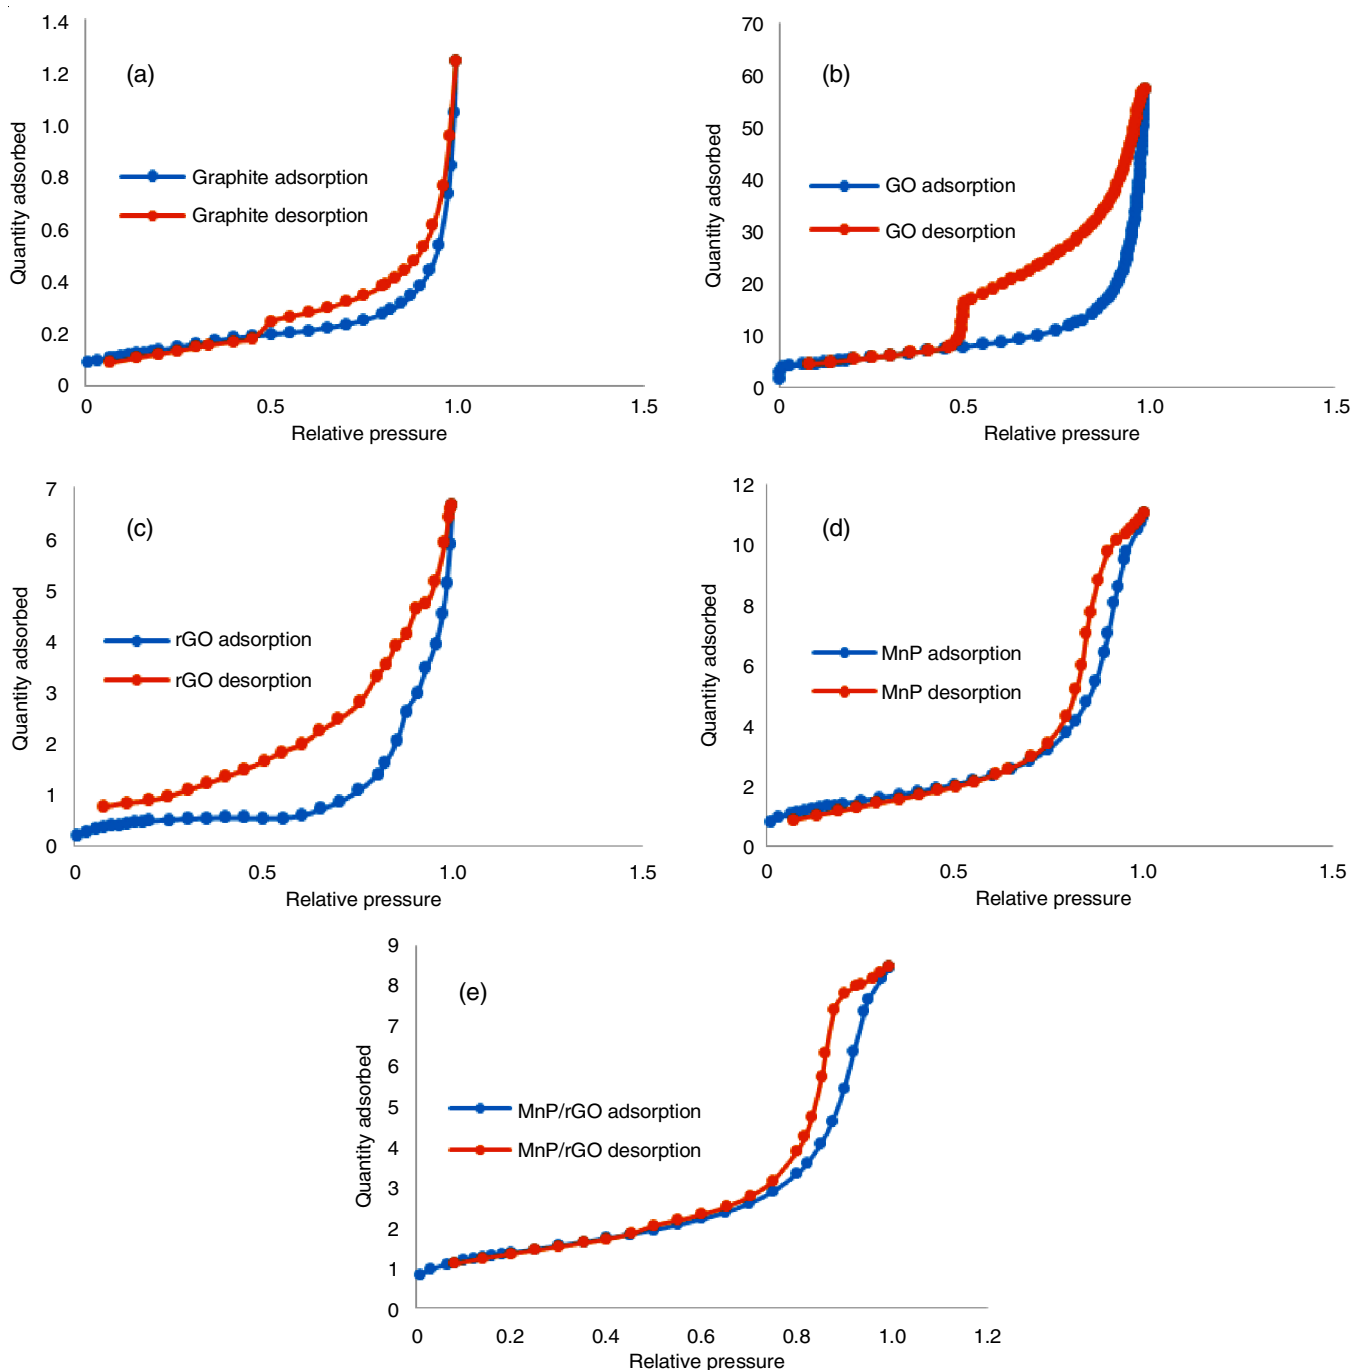 1.4
1.2
1.0
0.8
0.6
0.4
0.2
0
Quantity adsorbed
(a)
Graphite adsorption
Graphite desorption
0 0.5 1.0 1.5
Relative pressure
70
60
50
40
30
20
10
0
Quantity adsorbed
(b)
GO adsorption
GO desorption
0 0.5 1.0 1.5
Relative pressure
7
6
5
4
3
2
1
0
Quantity adsorbed
(c)
rGO adsorption
rGO desorption
0 0.5 1.0 1.5
Relative pressure
12
10
8
6
4
2
0
Quantity adsorbed
(d)
MnP adsorption
MnP desorption
0 0.5 1.0 1.5
Relative pressure
9
8
7
6
5
4
3
2
1
0
Quantity adsorbed
(e)
MnP/rGO adsorption
MnP/rGO desorption
0 0.2 0.4 0.6 0.8 1.0 1.2
Relative pressure